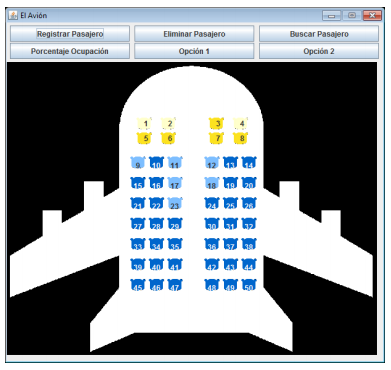 El Avión
Registrar Pasajero Eliminar Pasajero Buscar Pasajero
Porcentaje Ocupación Opción 1 Opción 2
1 2 3 4
5 6 7 8
9 10 11 12 13 14
15 16 17 18 19 20
21 22 23 24 25 26
27 28 29 30 31 32
33 34 35 36 37 38
39 40 41 42 43 44
45 46 47 48 49 50